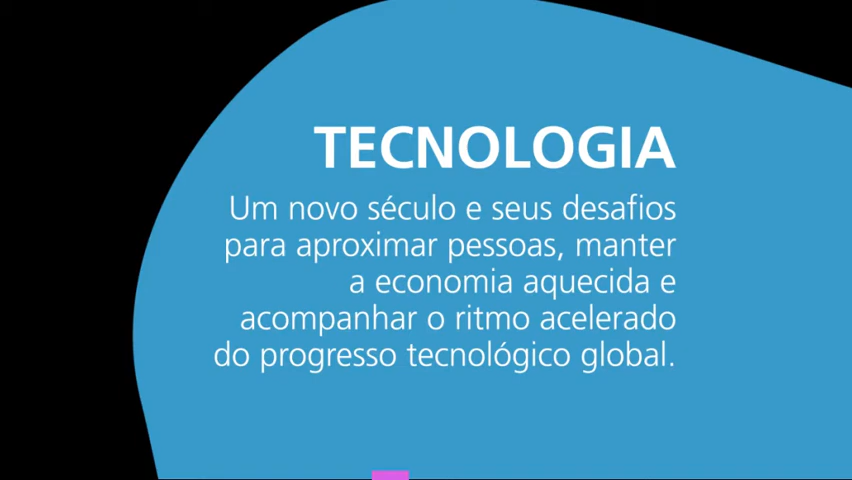 TECNOLOGIA
Um novo século e seus desafios
para aproximar pessoas, manter
a economia aquecida e
acompanhar o ritmo acelerado
do progresso tecnológico global.